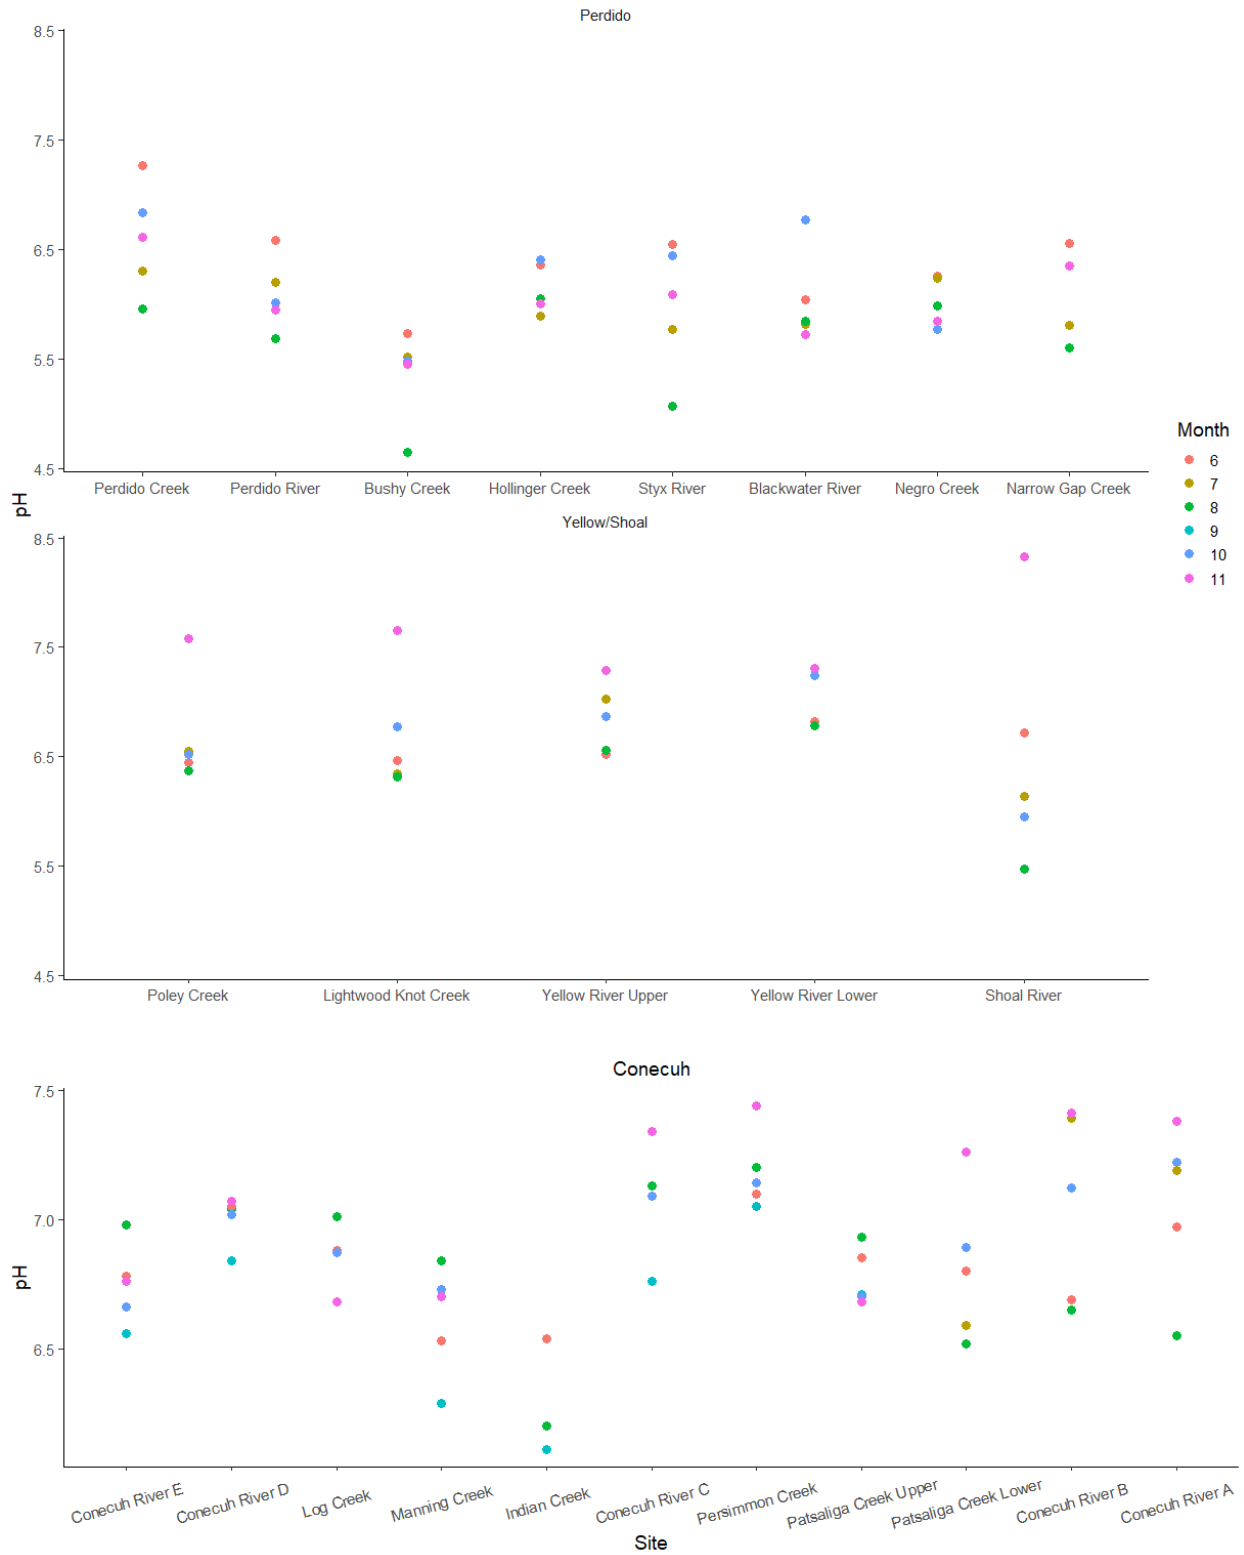 Perdido
8.5
7.5
6.5
5.5
4.5
Perdido Creek Perdido River Bushy Creek Hollinger Creek Styx River Blackwater River Negro Creek Narrow Gap Creek
pH
Month
6
7
8
9
10
11
Yellow/Shoal
8.5
7.5
6.5
5.5
4.5
Poley Creek Lightwood Knot Creek Yellow River Upper Yellow River Lower Shoal River
Conecuh
7.5
7.0
6.5
pH
Conecuh River E Conecuh River D Log Creek Manning Creek Indian Creek Conecuh River C Persimmon Creek Patsaliga Creek Upper Patsaliga Creek Lower Conecuh River B Conecuh River A
Site